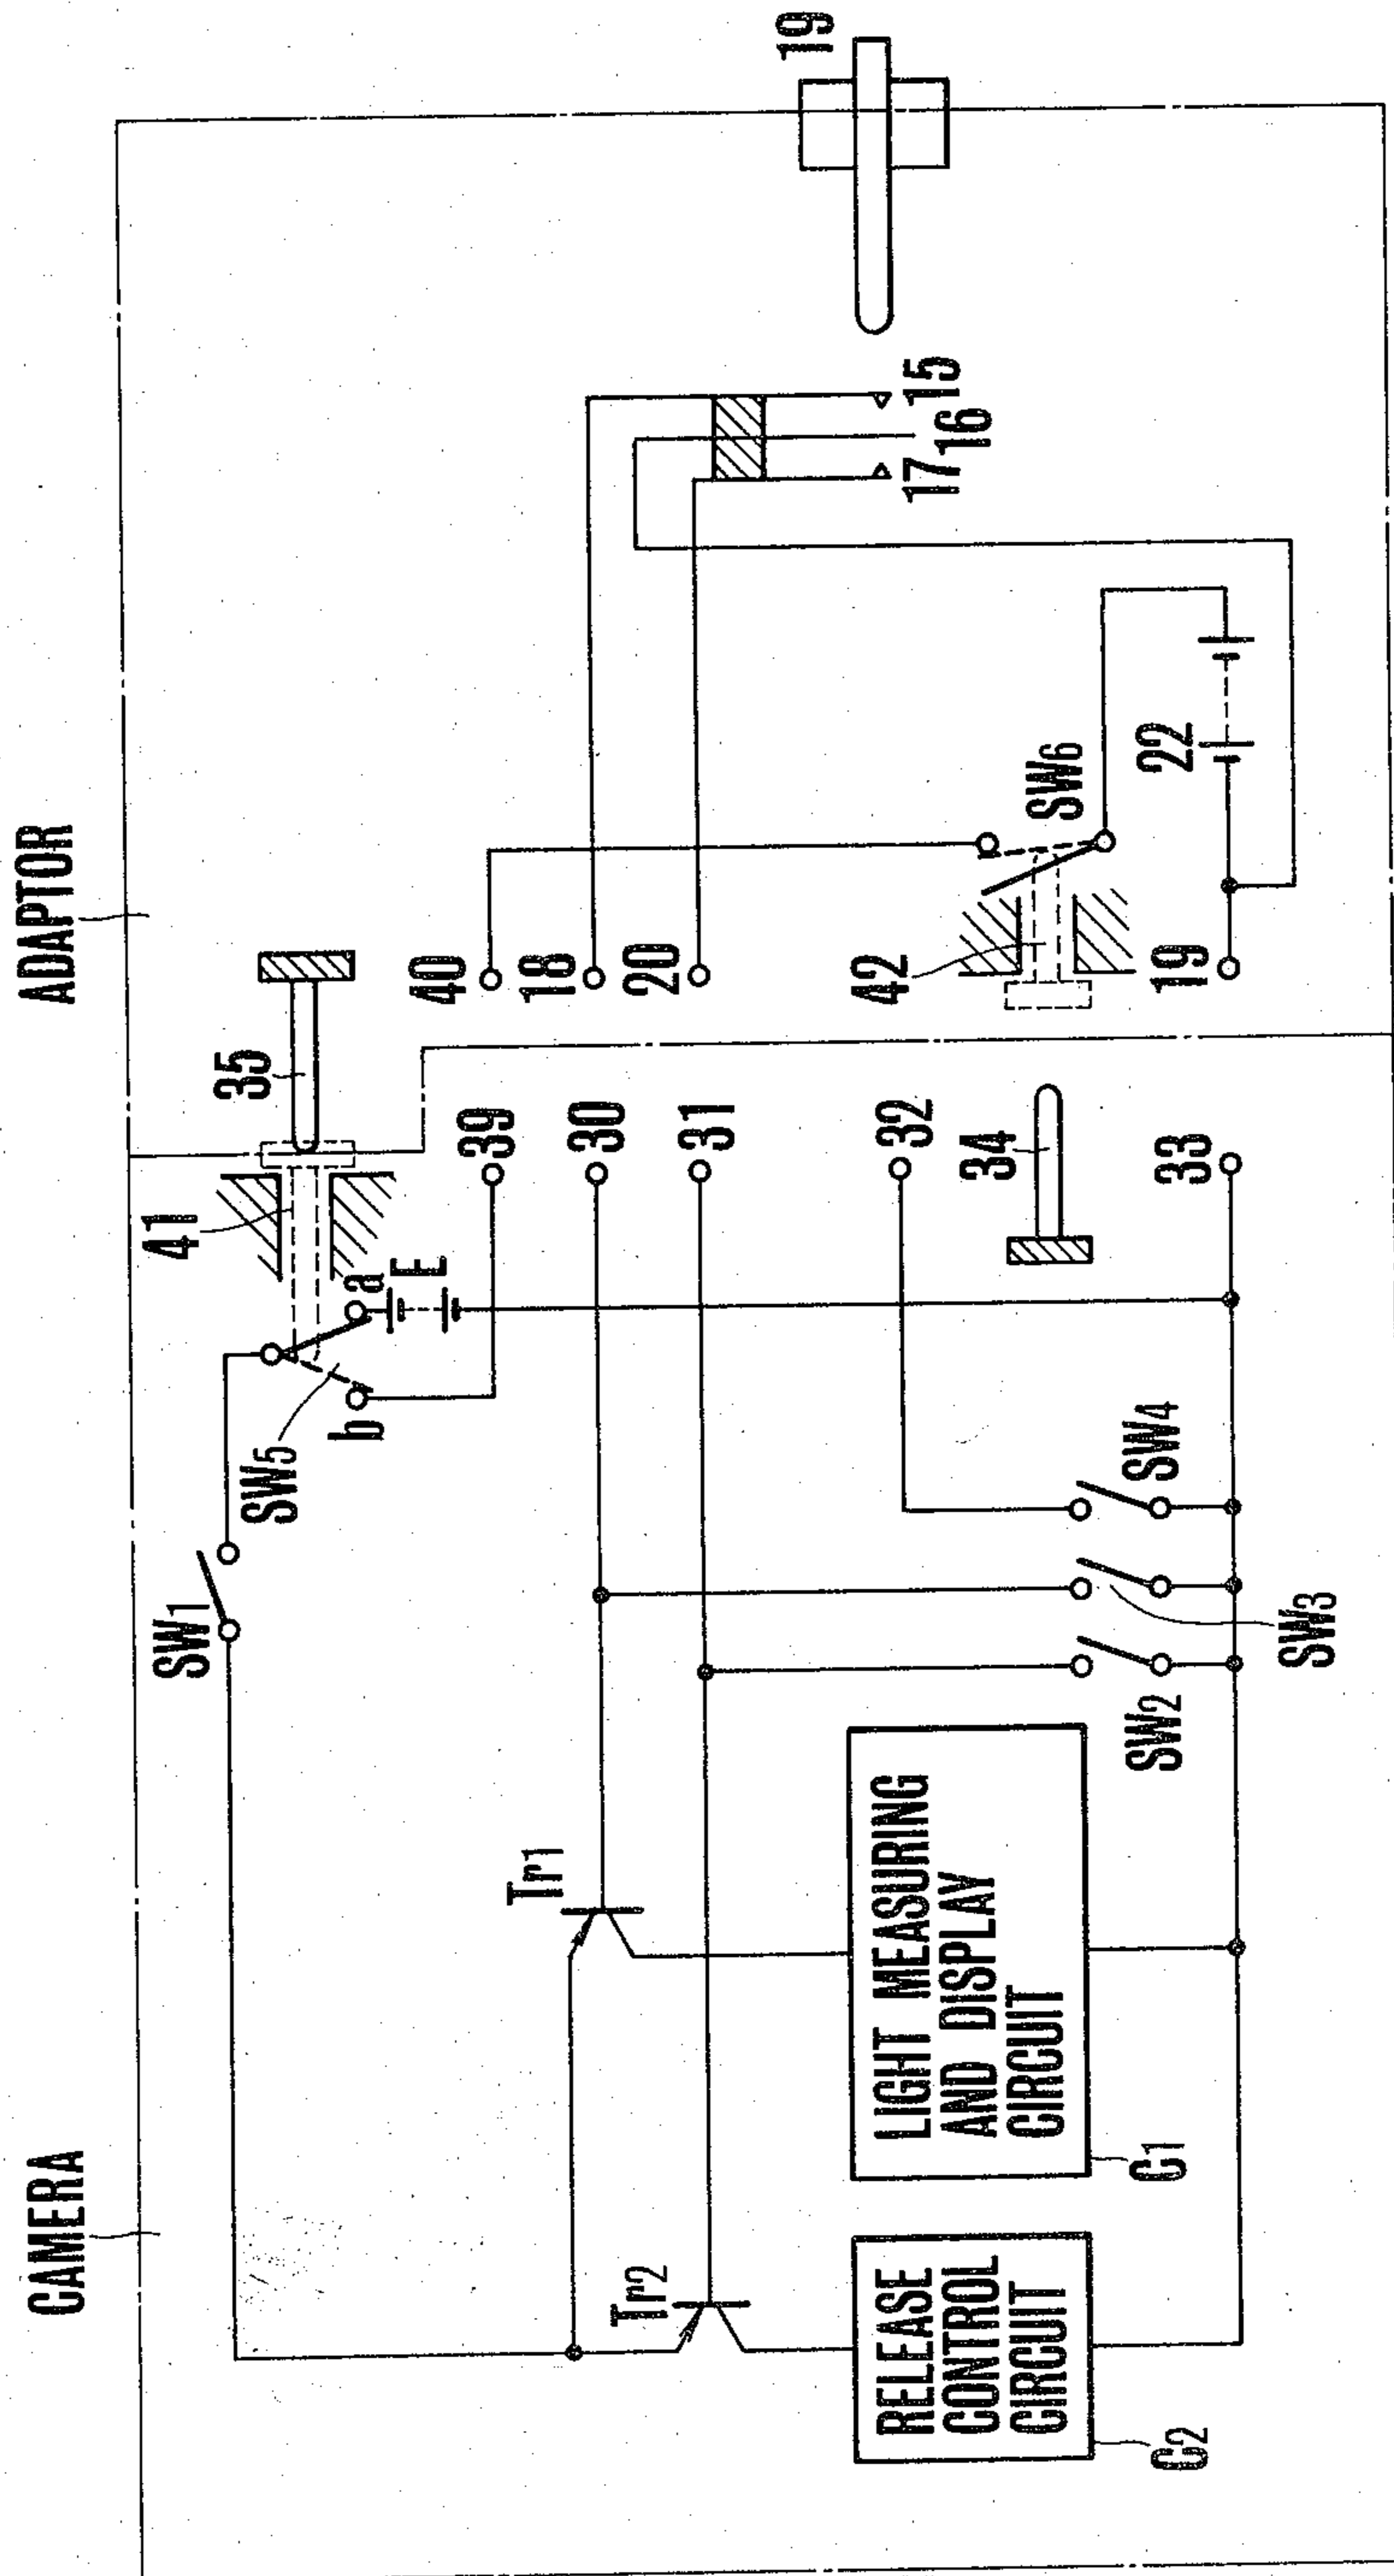 CAMERA
ADAPTOR
SW1
SW5
b
a
E
41
35
39
40
30
18
31
20
32
34
33
42
19
SW6
22
17
16
15
19
Tr1
Tr2
SW4
SW3
SW2
LIGHT MEASURING
AND DISPLAY
CIRCUIT
C1
RELEASE
CONTROL
CIRCUIT
C2